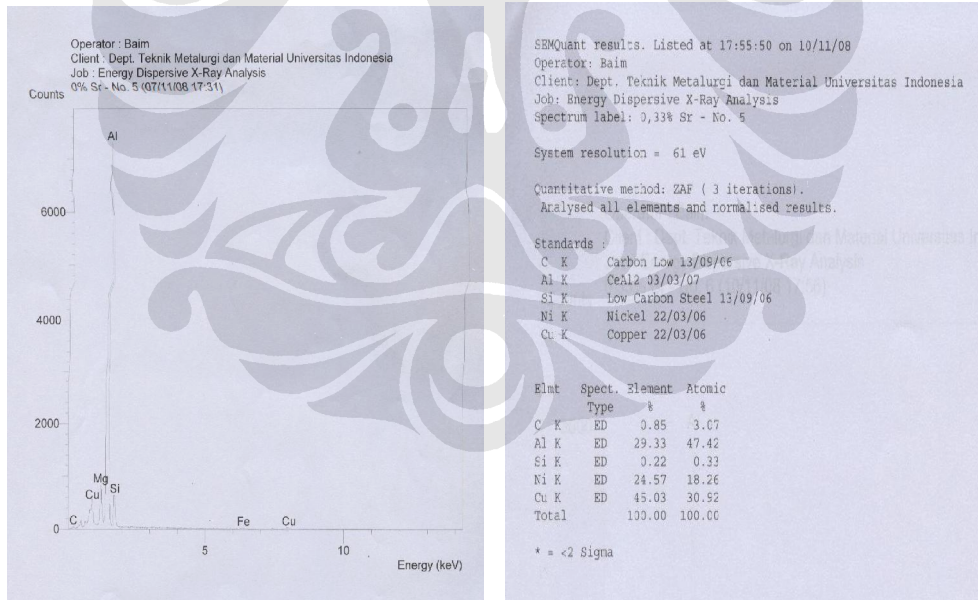 Operator : Baim
Client : Dept. Teknik Metalurgi dan Material Universitas Indonesia
Job : Energy Dispersive X-Ray Analysis
0% Sr - No. 5 (07/11/08 17:31)
Counts
Al
6000
4000
2000
Mg
Cu Si
C Fe Cu
0
5 10
Energy (keV)
SEMQuant results. Listed at 17:55:50 on 10/11/08
Operator: Baim
Client: Dept. Teknik Metalurgi dan Material Universitas Indonesia
Job: Energy Dispersive X-Ray Analysis
Spectrum label: 0,33% Sr - No. 5
System resolution = 61 eV
Quantitative method: ZAF ( 3 iterations).
Analysed all elements and normalised results.
Standards :
C K Carbon Low 13/09/06
Al K CeAl2 03/03/07
Si K Low Carbon Steel 13/09/06
Ni K Nickel 22/03/06
Cu K Copper 22/03/06
Elmt Spect. Element Atomic
Type % %
C K ED 0.85 3.07
Al K ED 29.33 47.42
Si K ED 0.22 0.33
Ni K ED 24.57 18.26
Cu K ED 45.03 30.92
Total 100.00 100.00
* = <2 Sigma